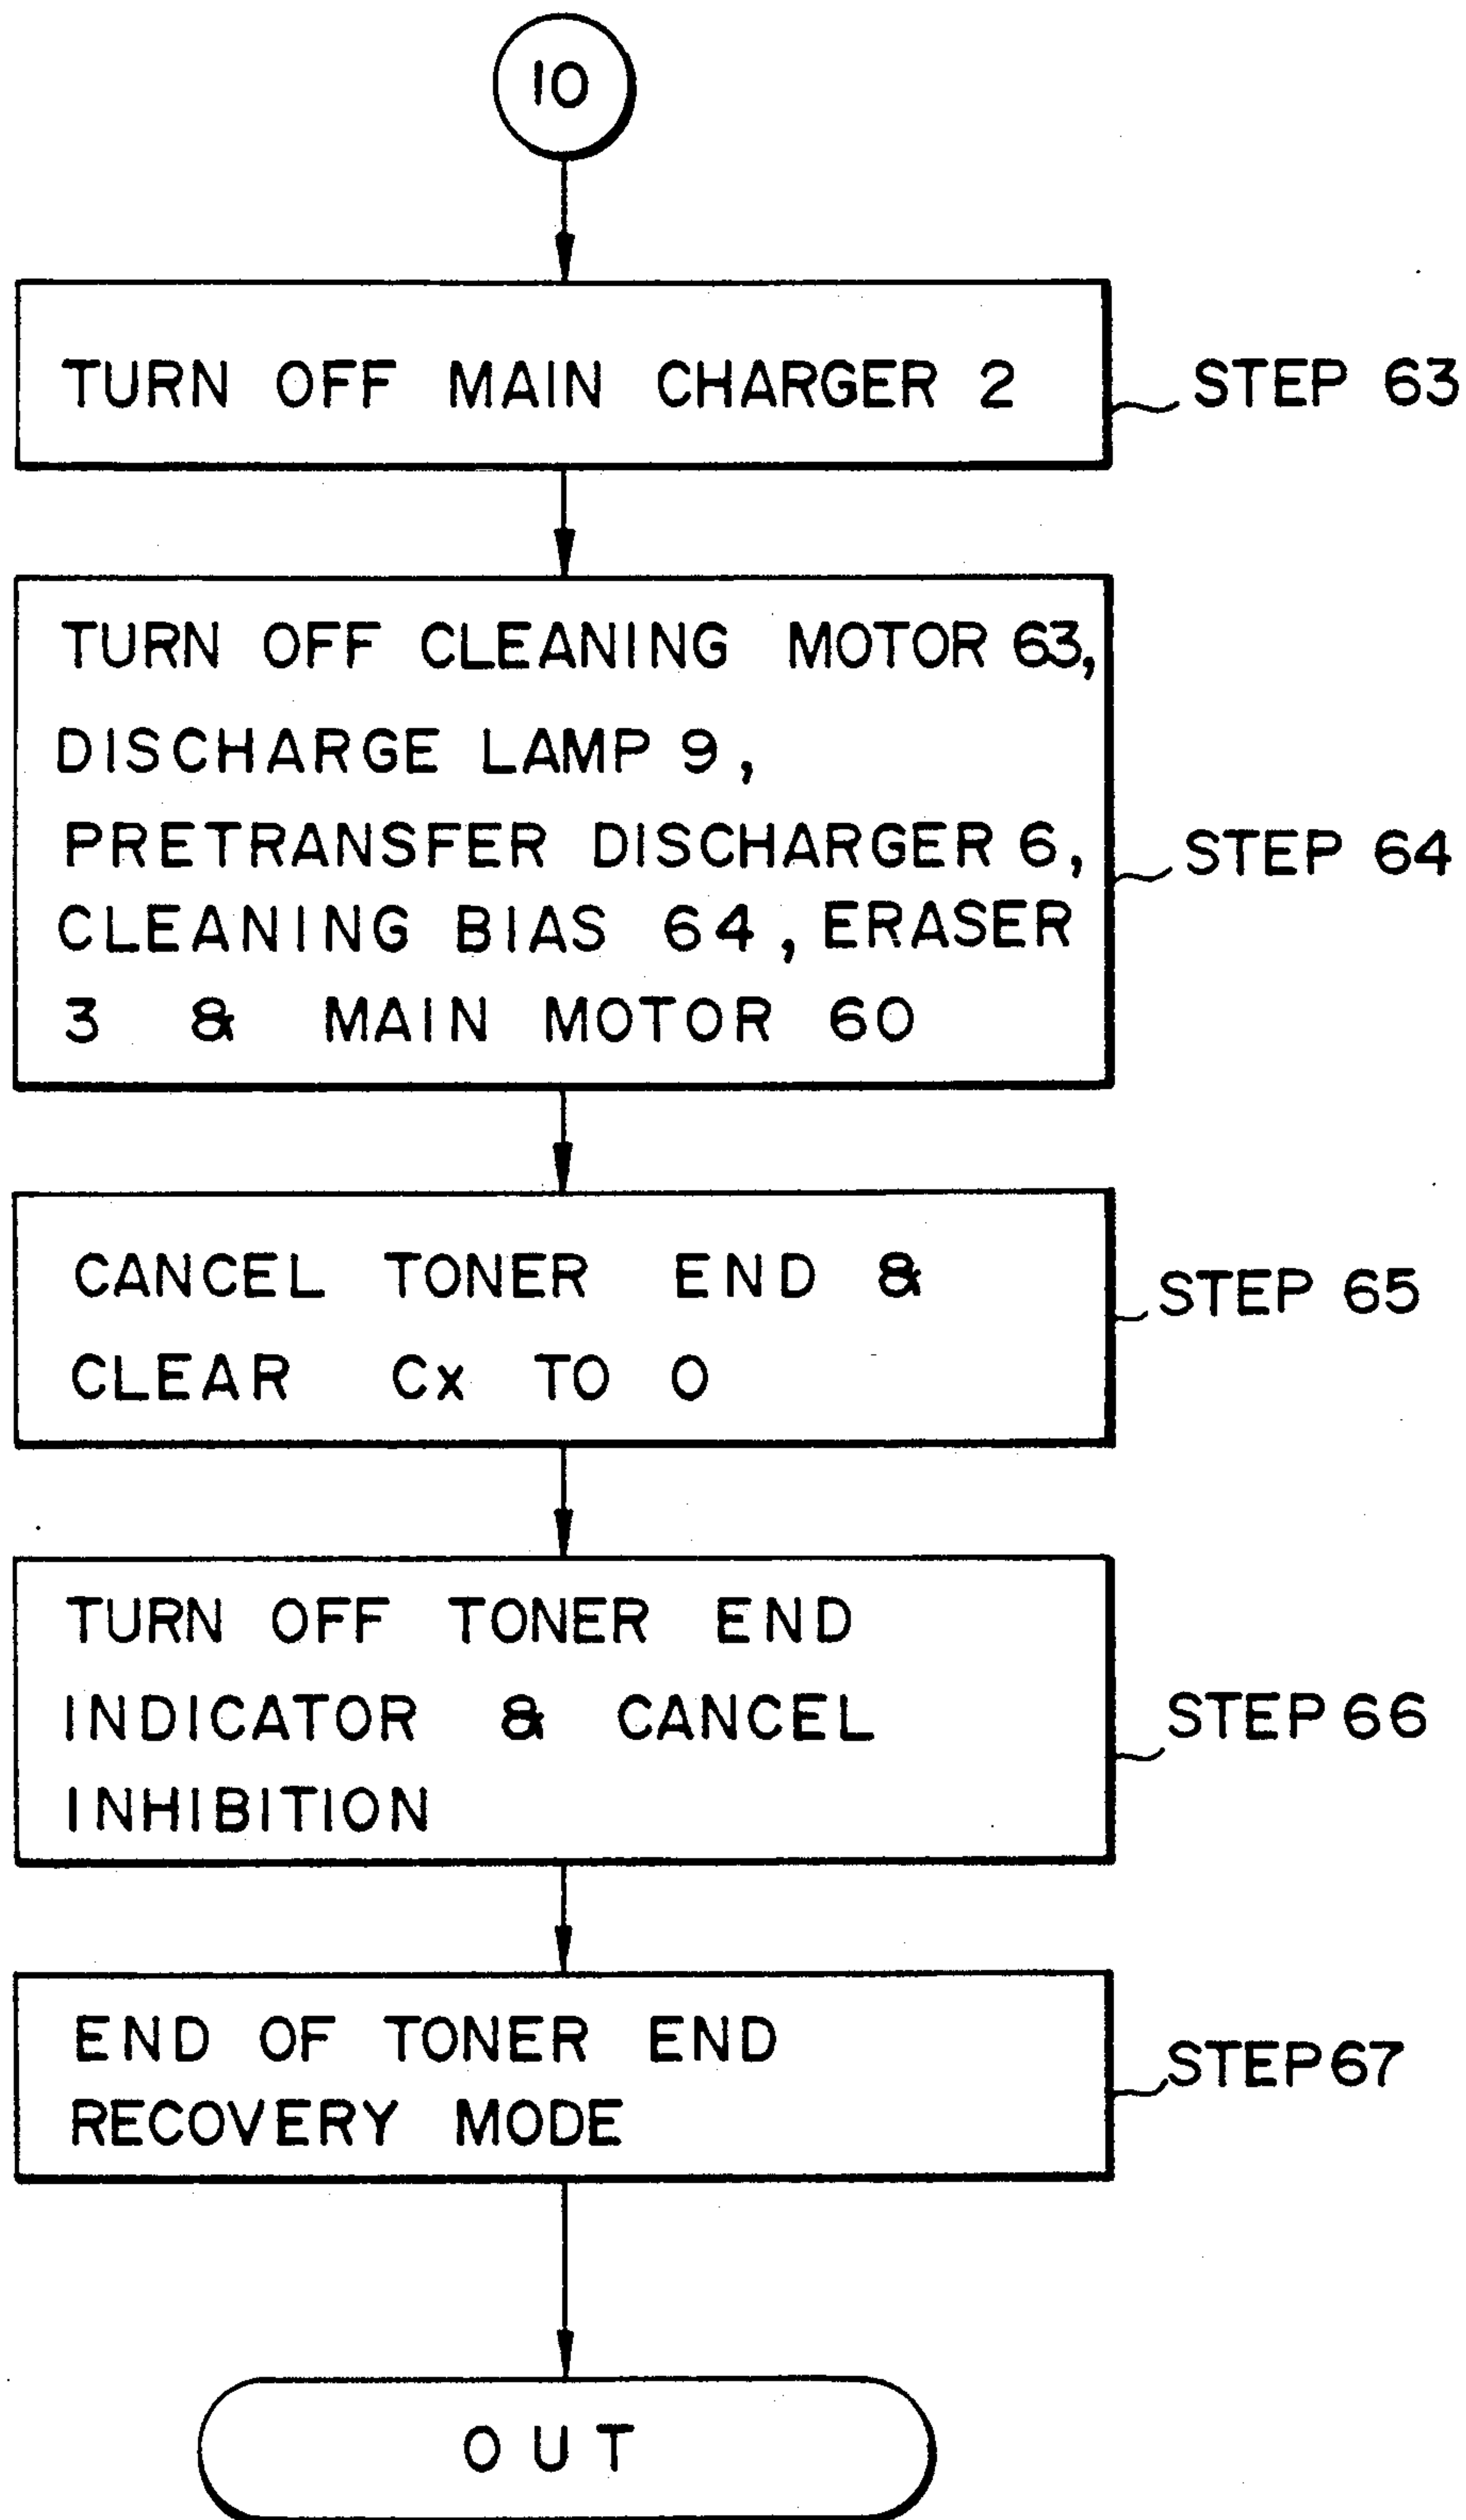 10
TURN OFF MAIN CHARGER 2
STEP 63
TURN OFF CLEANING MOTOR 63,
DISCHARGE LAMP 9,
PRETRANSFER DISCHARGER 6,
CLEANING BIAS 64, ERASER
3 & MAIN MOTOR 60
STEP 64
CANCEL TONER END &
CLEAR Cx TO 0
STEP 65
TURN OFF TONER END
INDICATOR & CANCEL
INHIBITION
STEP 66
END OF TONER END
RECOVERY MODE
STEP 67
OUT